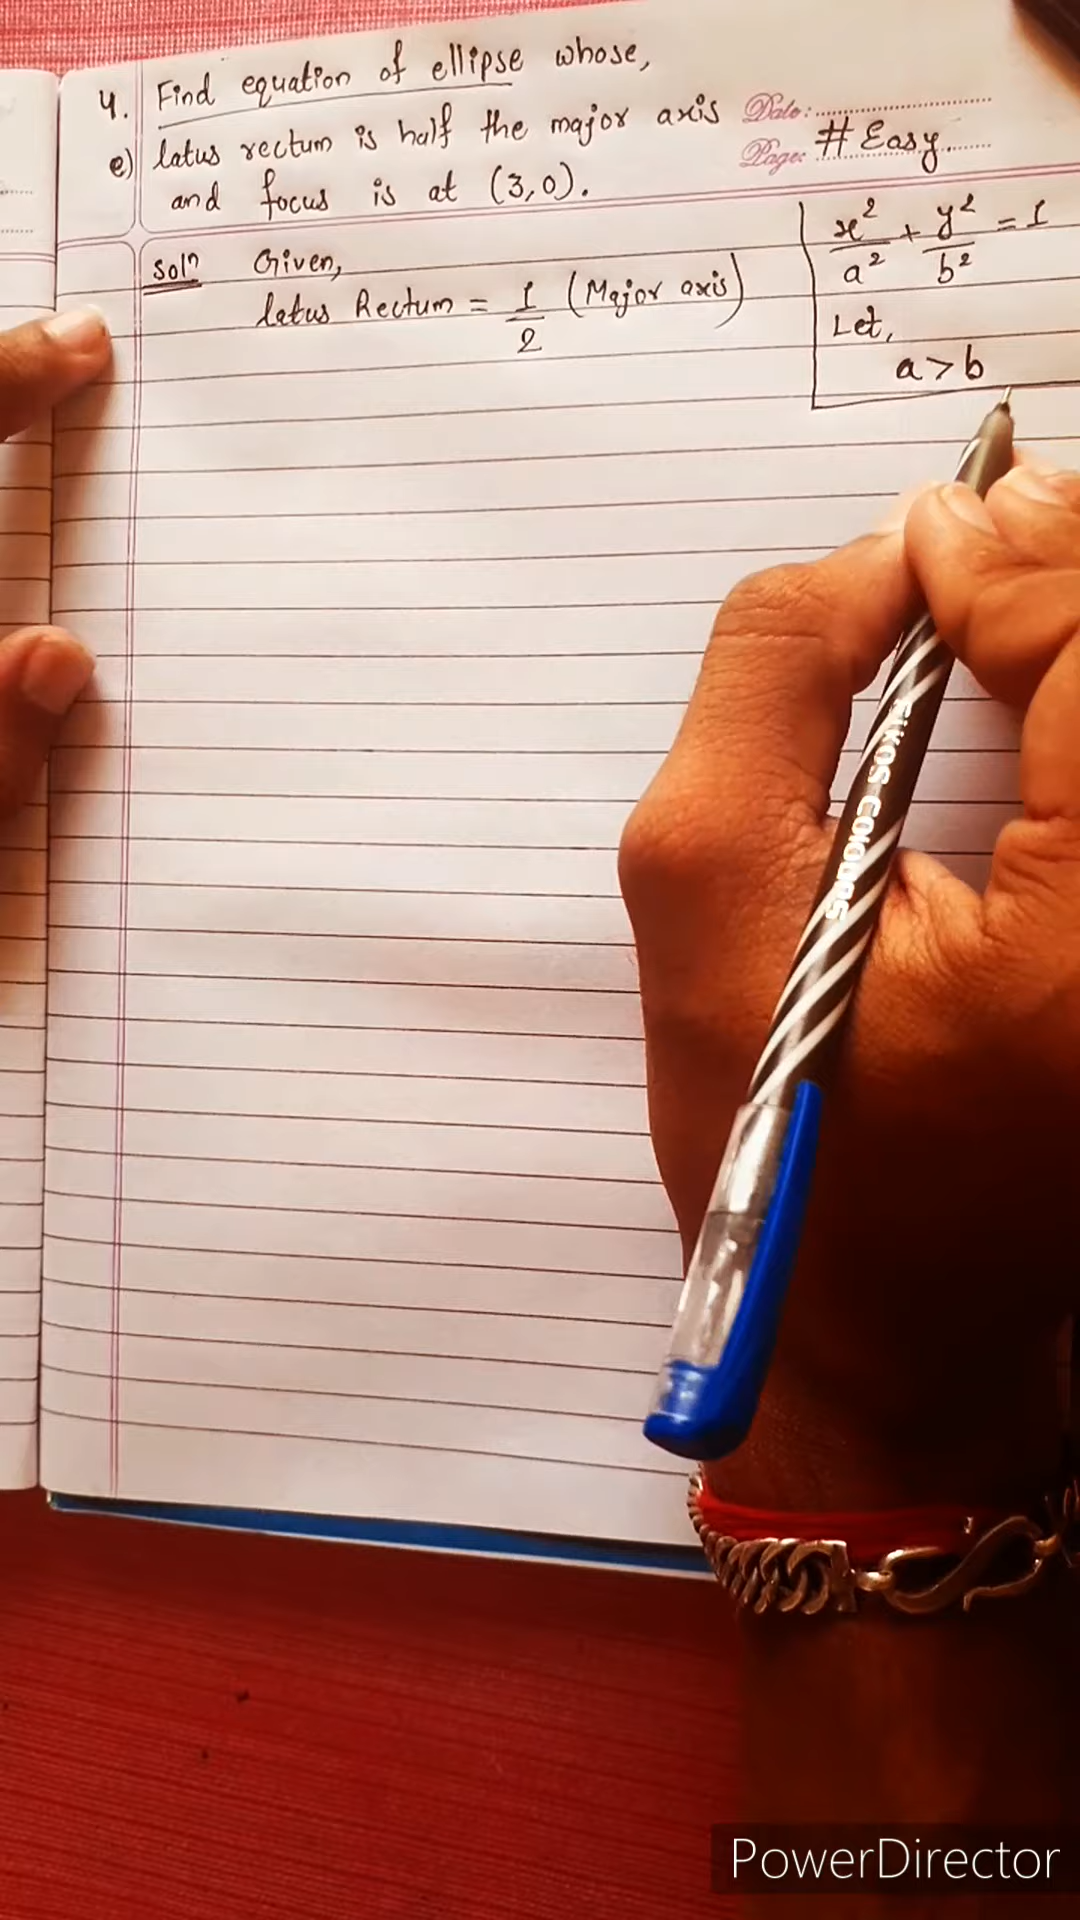 4. Find equation of ellipse whose,
e) latus rectum is half the major axis
and focus is at (3,0).
Date:
Page: # Easy
Solⁿ Given,
latus Rectum = 1/2 (Major axis)
x²/a² + y²/b² = 1
Let,
a > b
COLOURS
PowerDirector